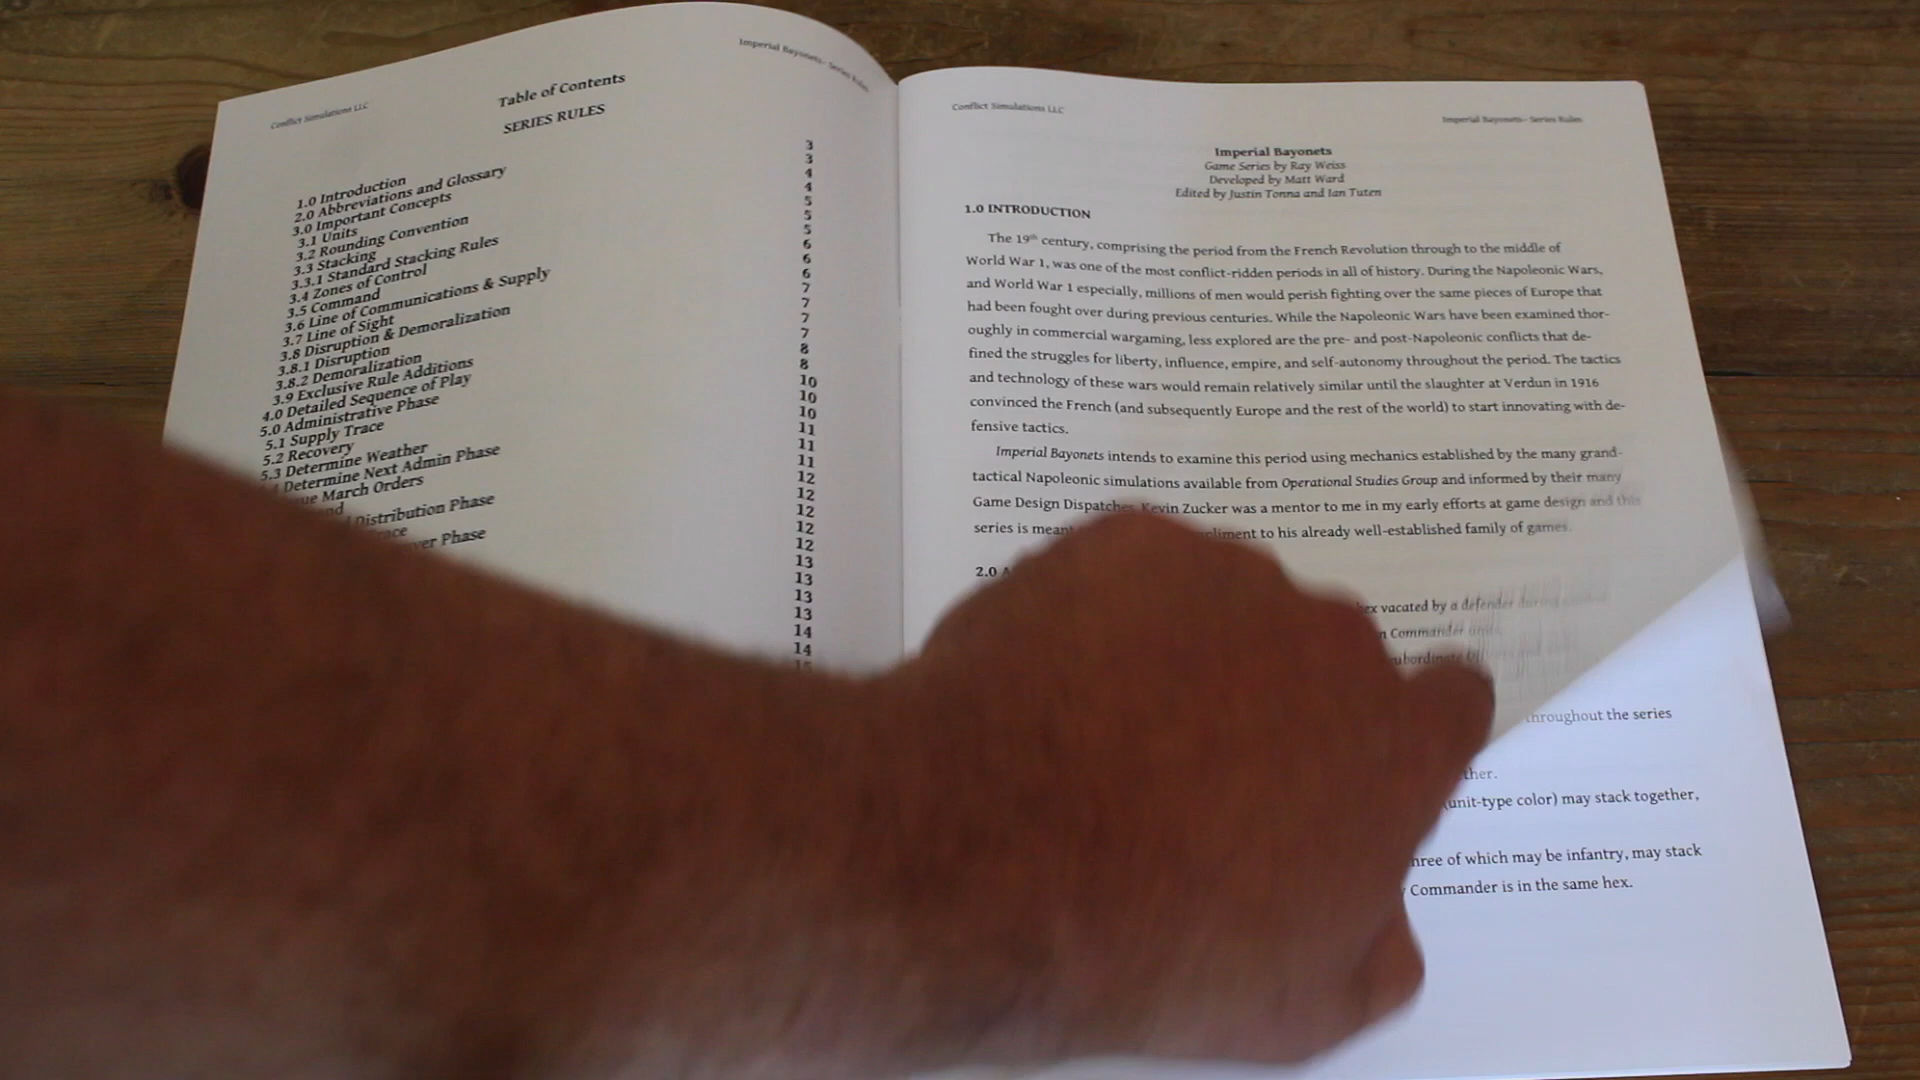 Conflict Simulations LLC
Imperial Bayonets- Series Rules
Table of Contents
SERIES RULES
1.0 Introduction 3
2.0 Abbreviations and Glossary 3
3.0 Important Concepts 4
3.1 Units 4
3.2 Rounding Convention 5
3.3 Stacking 5
3.3.1 Standard Stacking Rules 5
3.4 Zones of Control 6
3.5 Command 6
3.6 Line of Communications & Supply 6
3.7 Line of Sight 7
3.8 Disruption & Demoralization 7
3.8.1 Disruption 7
3.8.2 Demoralization 7
3.9 Exclusive Rule Additions 8
4.0 Detailed Sequence of Play 8
5.0 Administrative Phase 10
5.1 Supply Trace 10
5.2 Recovery 10
5.3 Determine Weather 11
Determine Next Admin Phase 11
March Orders 11
12
Distribution Phase 12
12
Phase 12
12
13
13
13
13
14
14
Conflict Simulations LLC
Imperial Bayonets- Series Rules
Imperial Bayonets
Game Series by Ray Weiss
Developed by Matt Ward
Edited by Justin Tonna and Ian Tuten
1.0 INTRODUCTION
The 19th century, comprising the period from the French Revolution through to the middle of
World War 1, was one of the most conflict-ridden periods in all of history. During the Napoleonic Wars,
and World War 1 especially, millions of men would perish fighting over the same pieces of Europe that
had been fought over during previous centuries. While the Napoleonic Wars have been examined thor-
oughly in commercial wargaming, less explored are the pre- and post-Napoleonic conflicts that de-
fined the struggles for liberty, influence, empire, and self-autonomy throughout the period. The tactics
and technology of these wars would remain relatively similar until the slaughter at Verdun in 1916
convinced the French (and subsequently Europe and the rest of the world) to start innovating with de-
fensive tactics.
Imperial Bayonets intends to examine this period using mechanics established by the many grand-
tactical Napoleonic simulations available from Operational Studies Group and informed by their many
Game Design Dispatches. Kevin Zucker was a mentor to me in my early efforts at game design and this
series is meant pliment to his already well-established family of games.
2.0 A
vacated by a defender during
Commander units
ubordinate
throughout the series
ther.
(unit-type color) may stack together,
hree of which may be infantry, may stack
Commander is in the same hex.